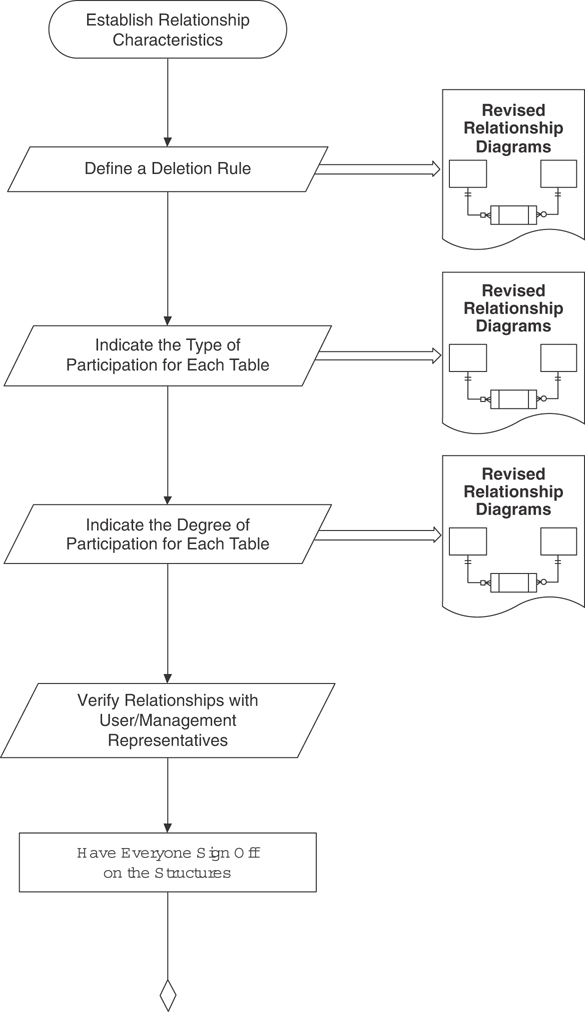 Establish Relationship
Characteristics
Define a Deletion Rule
Revised
Relationship
Diagrams
Indicate the Type of
Participation for Each Table
Revised
Relationship
Diagrams
Indicate the Degree of
Participation for Each Table
Revised
Relationship
Diagrams
Verify Relationships with
User/Management
Representatives
Have Everyone Sign Off
on the Structures